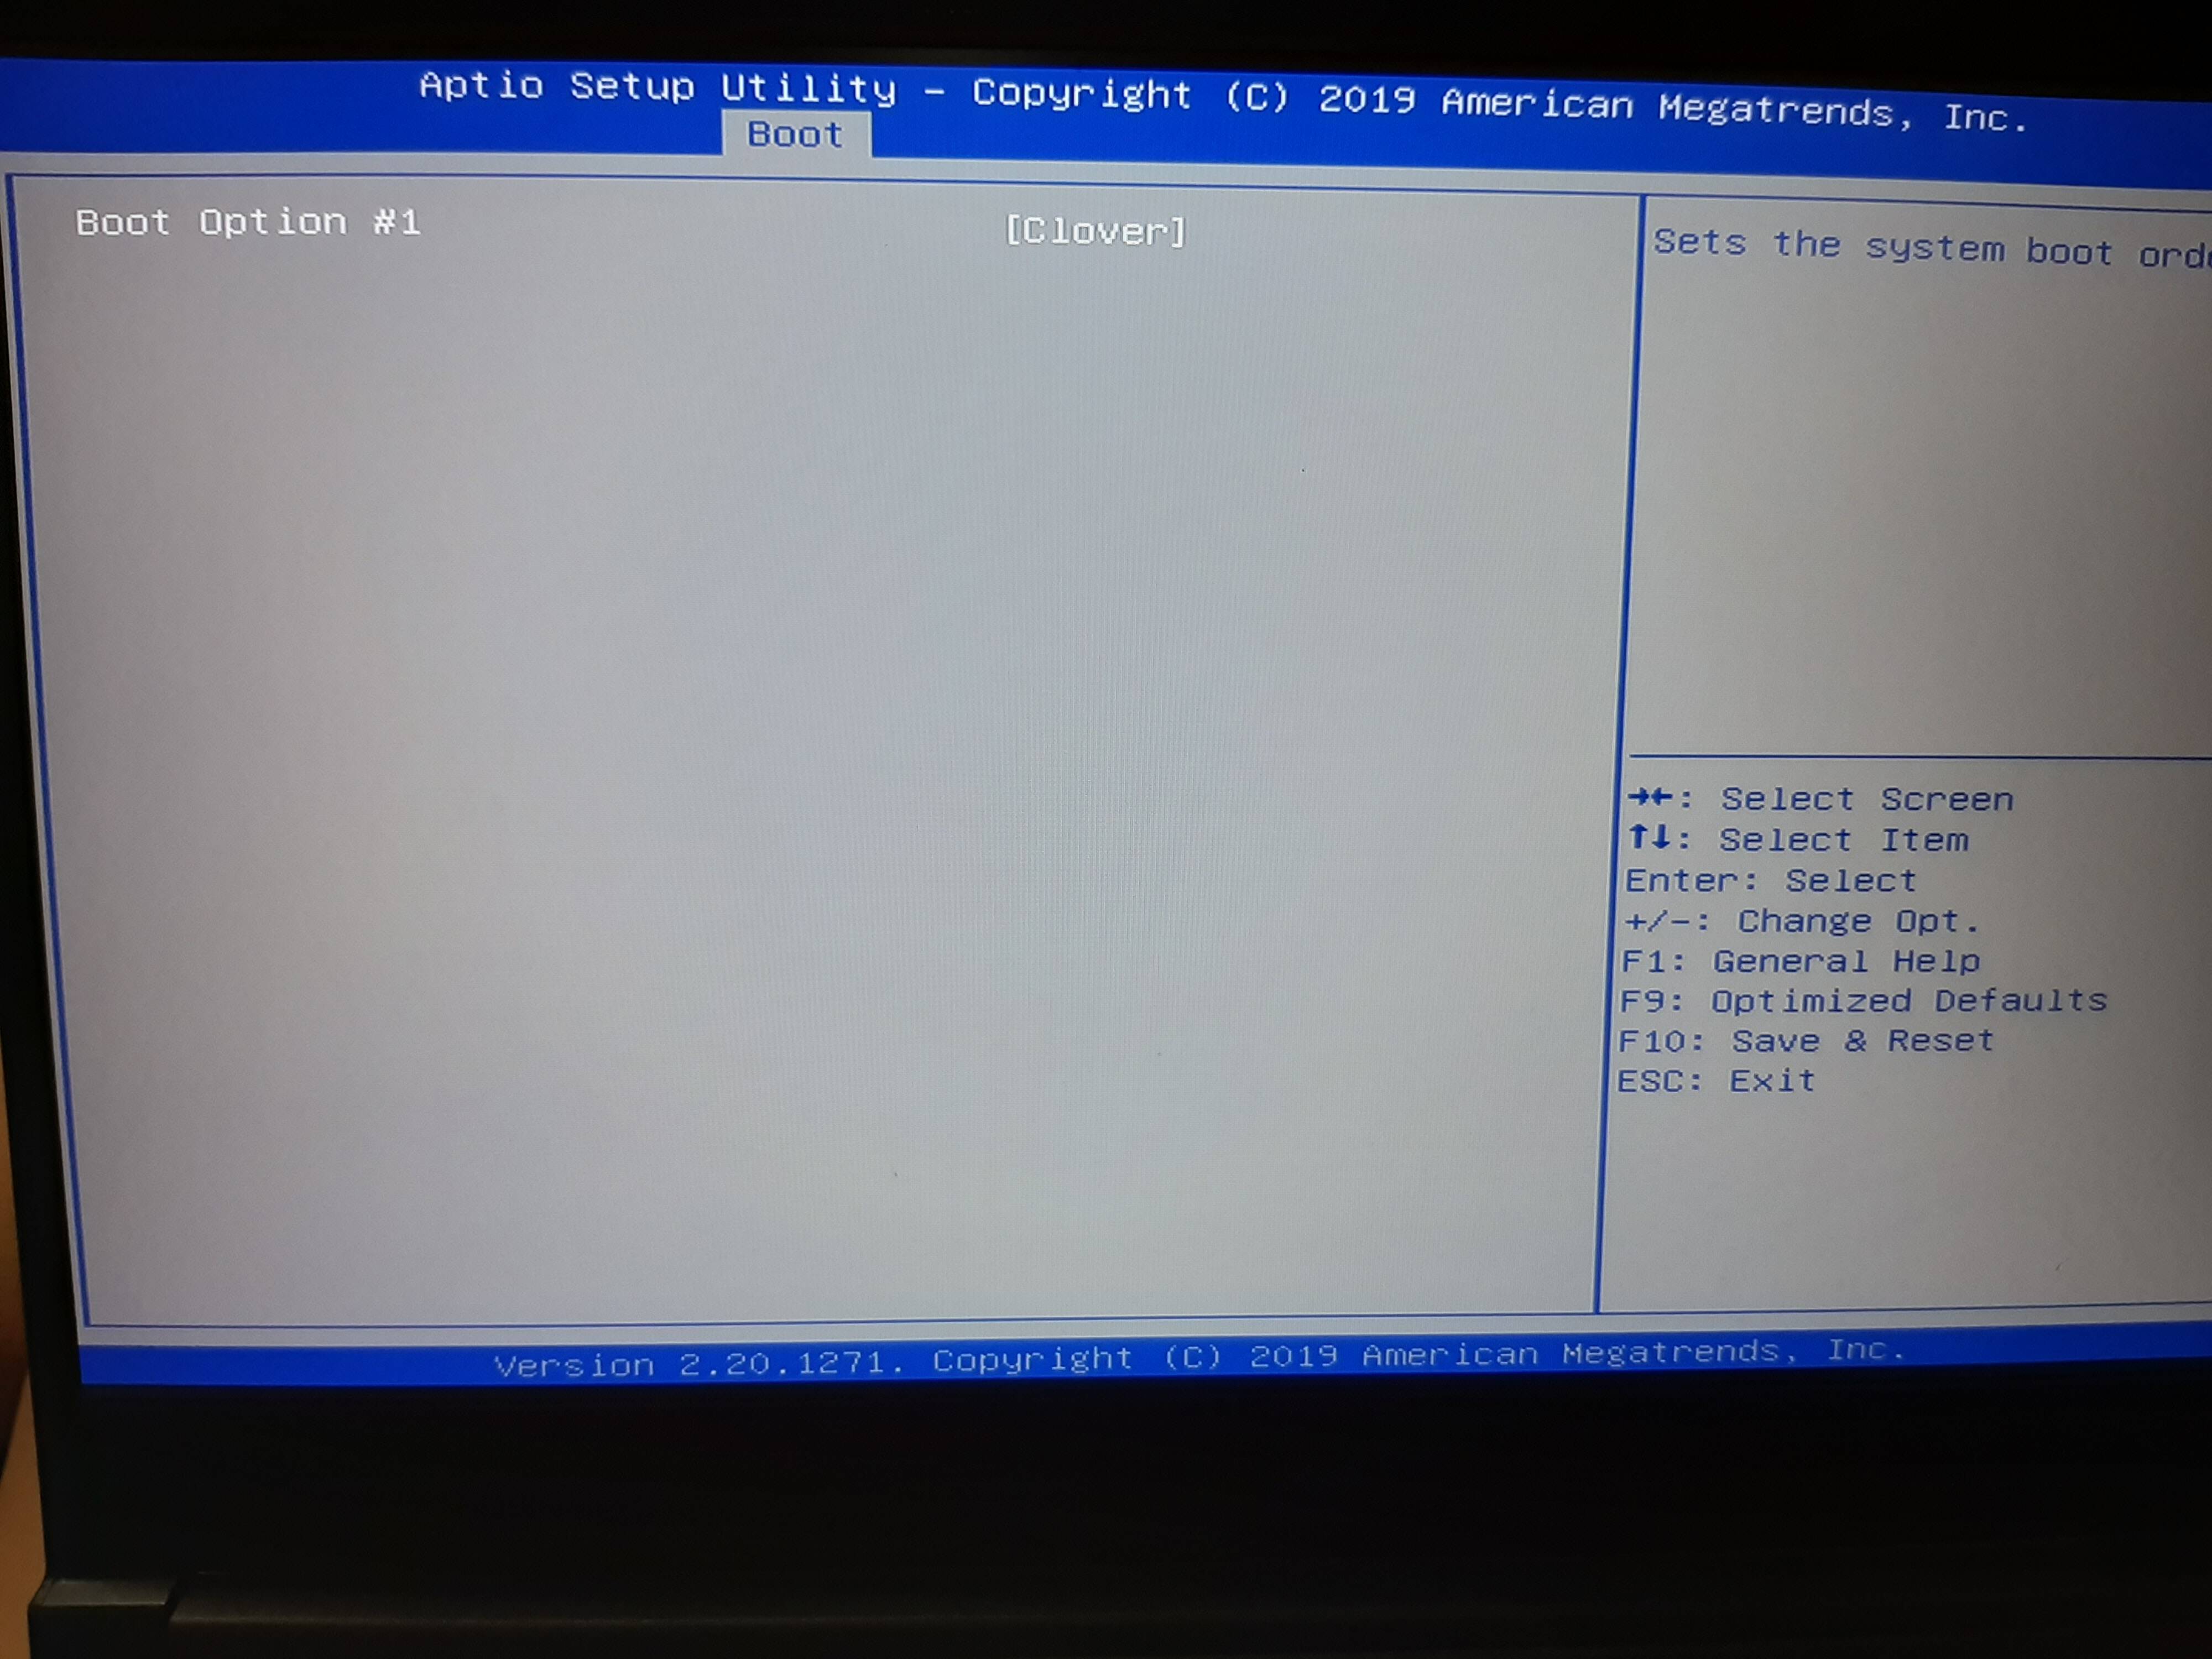 Aptio Setup Utility – Copyright (C) 2019 American Megatrends, Inc.
Boot
Boot Option #1 [Clover]
Sets the system boot
→←: Select Screen
↑↓: Select Item
Enter: Select
+/-: Change Opt.
F1: General Help
F9: Optimized Defaults
F10: Save & Reset
ESC: Exit
Version 2.20.1271. Copyright (C) 2019 American Megatrends, Inc.